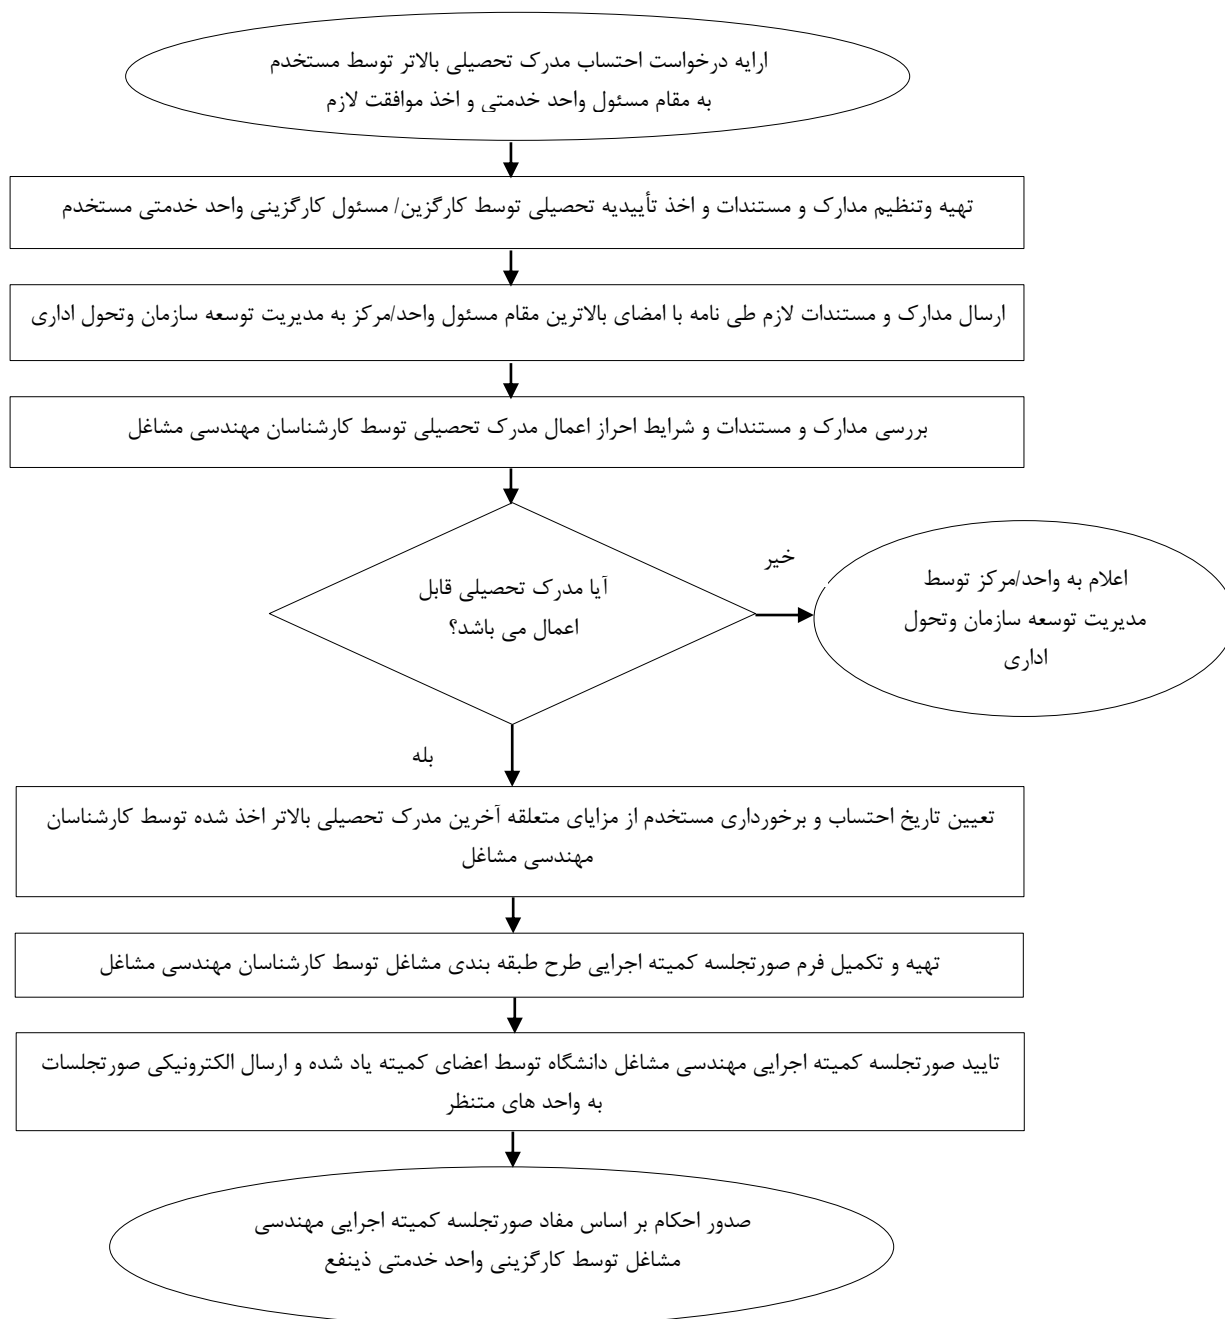 ارایه درخواست احتساب مدرک تحصیلی بالاتر توسط مستخدم
به مقام مسئول واحد خدمتی و اخذ موافقت لازم
تهیه وتنظیم مدارک و مستندات و اخذ تأییدیه تحصیلی توسط کارگزین/ مسئول کارگزینی واحد خدمتی مستخدم
ارسال مدارک و مستندات لازم طی نامه با امضای بالاترین مقام مسئول واحد/مرکز به مدیریت توسعه سازمان وتحول اداری
بررسی مدارک و مستندات و شرایط احراز اعمال مدرک تحصیلی توسط کارشناسان مهندسی مشاغل
آیا مدرک تحصیلی قابل
اعمال می باشد؟
خیر
اعلام به واحد/مرکز توسط
مدیریت توسعه سازمان وتحول
اداری
بله
تعیین تاریخ احتساب و برخورداری مستخدم از مزایای متعلقه آخرین مدرک تحصیلی بالاتر اخذ شده توسط کارشناسان
مهندسی مشاغل
تهیه و تکمیل فرم صورتجلسه کمیته اجرایی طرح طبقه بندی مشاغل توسط کارشناسان مهندسی مشاغل
تایید صورتجلسه کمیته اجرایی مهندسی مشاغل دانشگاه توسط اعضای کمیته یاد شده و ارسال الکترونیکی صورتجلسات
به واحد های متنظر
صدور احکام بر اساس مفاد صورتجلسه کمیته اجرایی مهندسی
مشاغل توسط کارگزینی واحد خدمتی ذینفع